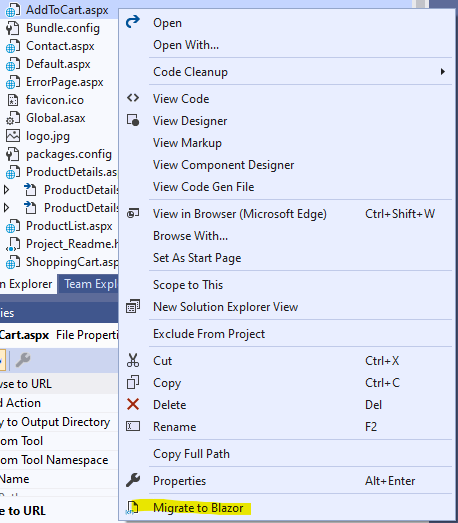 AddToCart.aspx
Bundle.config
Contact.aspx
Default.aspx
ErrorPage.aspx
favicon.ico
Global.asax
logo.jpg
packages.config
ProductDetails.as
ProductDetails
ProductDetails
ProductList.aspx
Project_Readme.h
ShoppingCart.asp
n Explorer
Team Explo
ies
Cart.aspx File Properti
wse to URL
d Action
y to Output Directory
om Tool
om Tool Namespace
Name
e to URL
Open
Open With...
Code Cleanup
View Code
View Designer
View Markup
View Component Designer
View Code Gen File
View in Browser (Microsoft Edge) Ctrl+Shift+W
Browse With...
Set As Start Page
Scope to This
New Solution Explorer View
Exclude From Project
Cut Ctrl+X
Copy Ctrl+C
Delete Del
Rename F2
Copy Full Path
Properties Alt+Enter
Migrate to Blazor